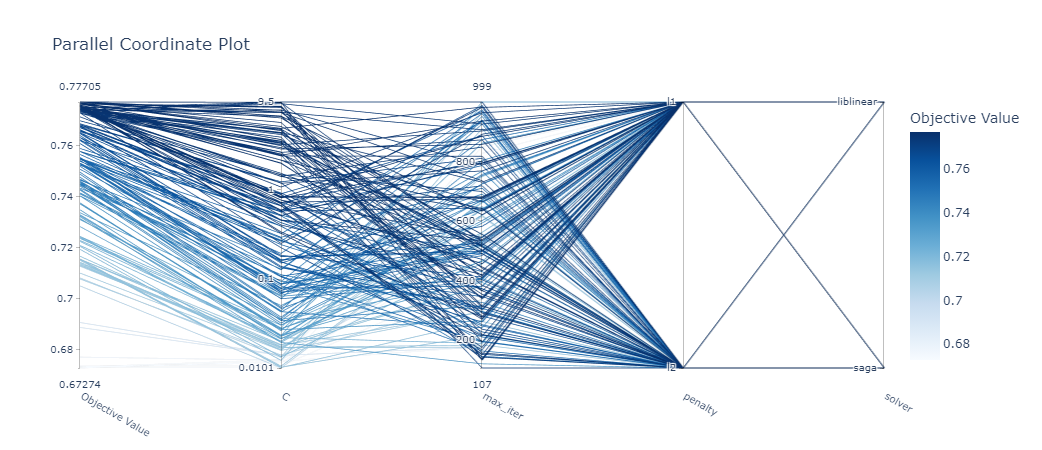 Parallel Coordinate Plot
0.77705
999
9.5
l1
liblinear
Objective Value
0.76
0.74
0.72
0.7
0.68
1
0.1
0.0101
800
600
400
200
l2
saga
0.76
0.74
0.72
0.7
0.68
0.67274
107
Objective Value
C
max_iter
penalty
solver